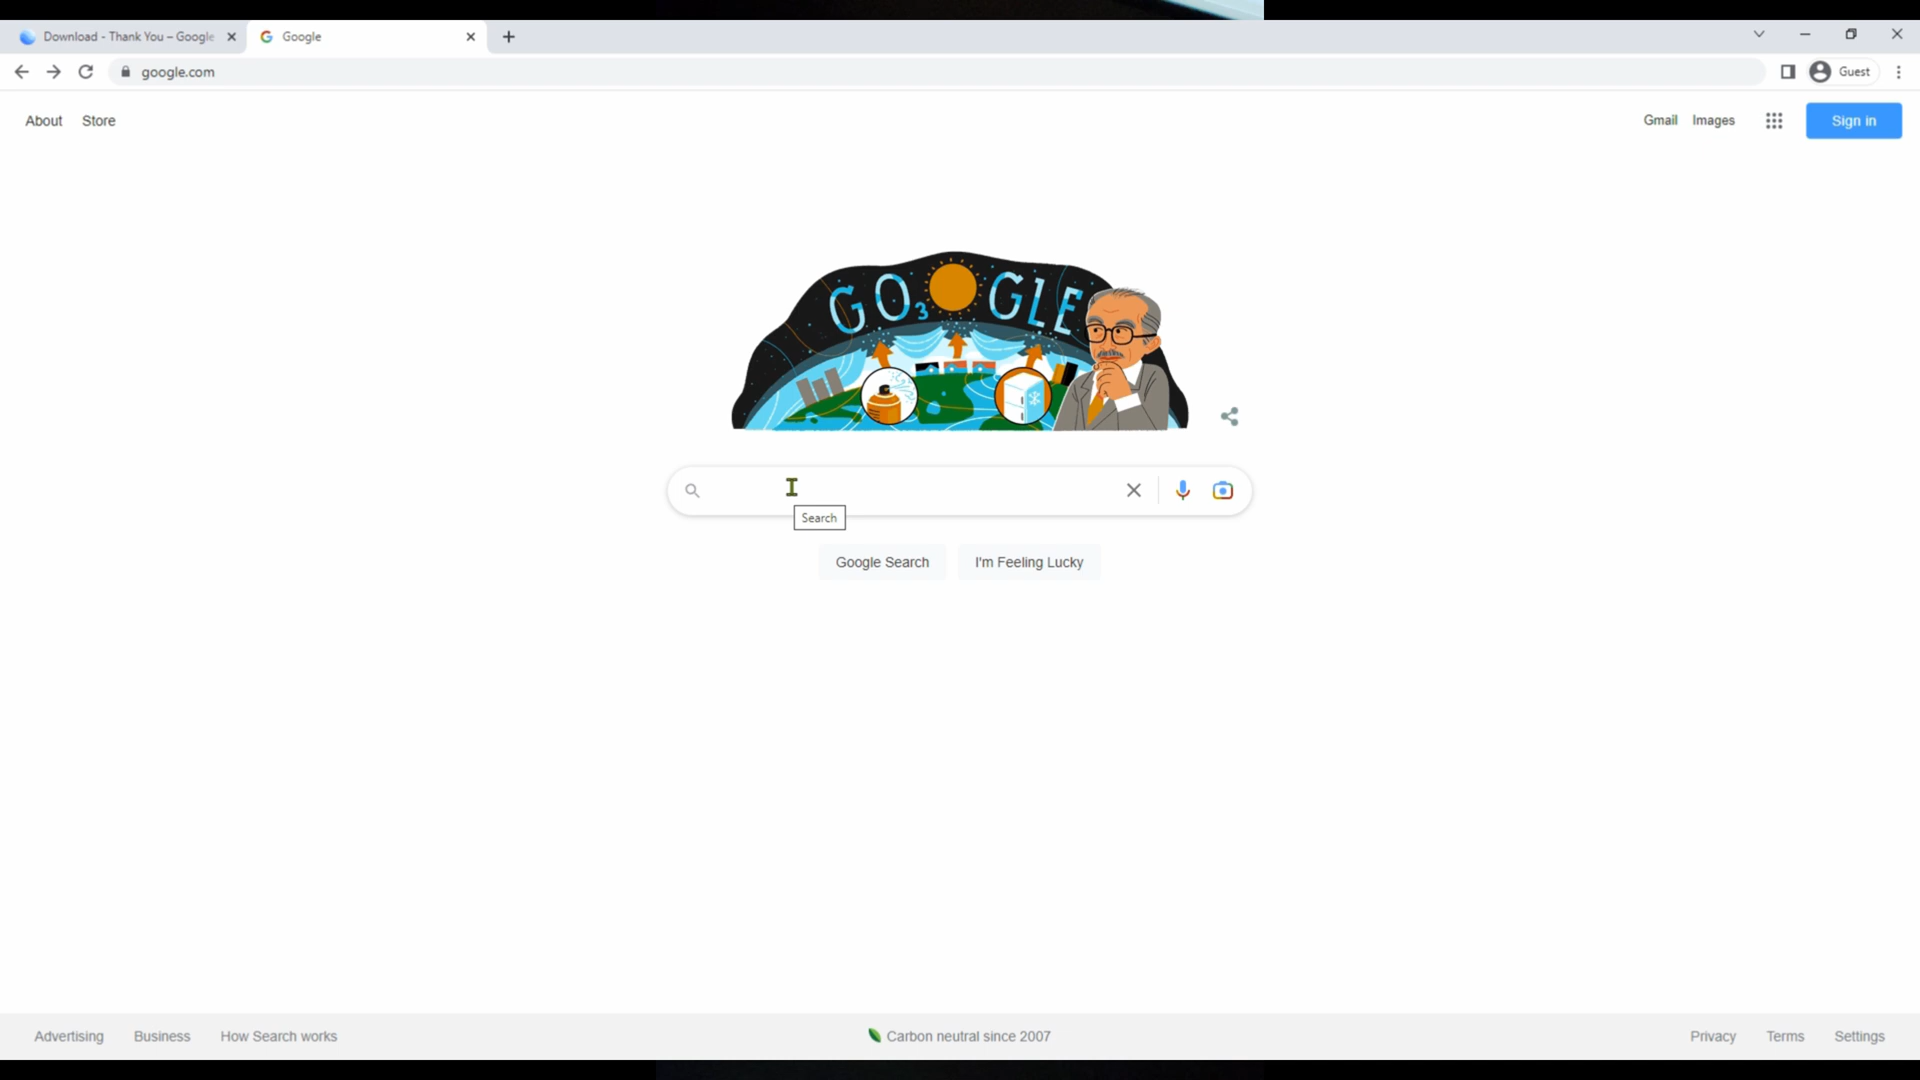 Download - Thank You – Google
Google
google.com
Guest
About
Store
Gmail
Images
Sign in
GO3GLE
Search
Google Search
I'm Feeling Lucky
Advertising
Business
How Search works
Carbon neutral since 2007
Privacy
Terms
Settings